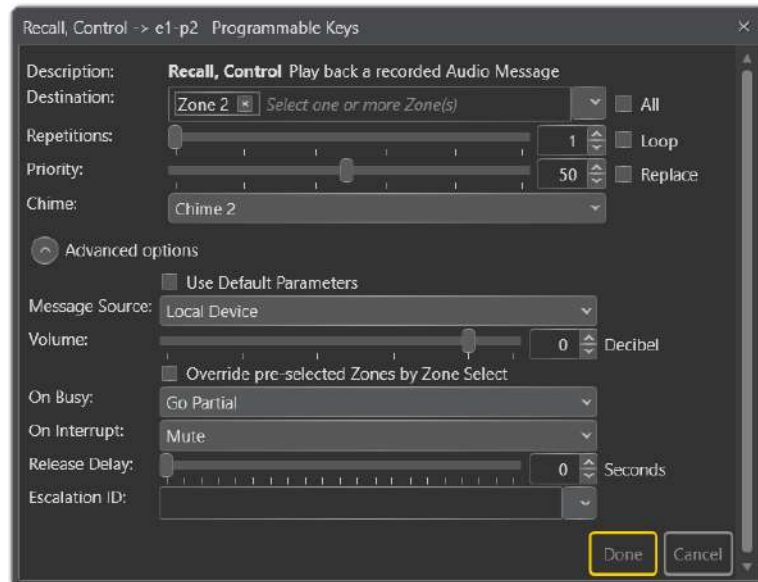 Recall, Control -> e1-p2 Programmable Keys
Description: Recall, Control Play back a recorded Audio Message
Destination: Zone 2 Select one or more Zone(s) All
Repetitions: 1 Loop
Priority: 50 Replace
Chime: Chime 2
Advanced options
Use Default Parameters
Message Source: Local Device
Volume: 0 Decibel
Override pre-selected Zones by Zone Select
On Busy: Go Partial
On Interrupt: Mute
Release Delay: 0 Seconds
Escalation ID:
Done Cancel